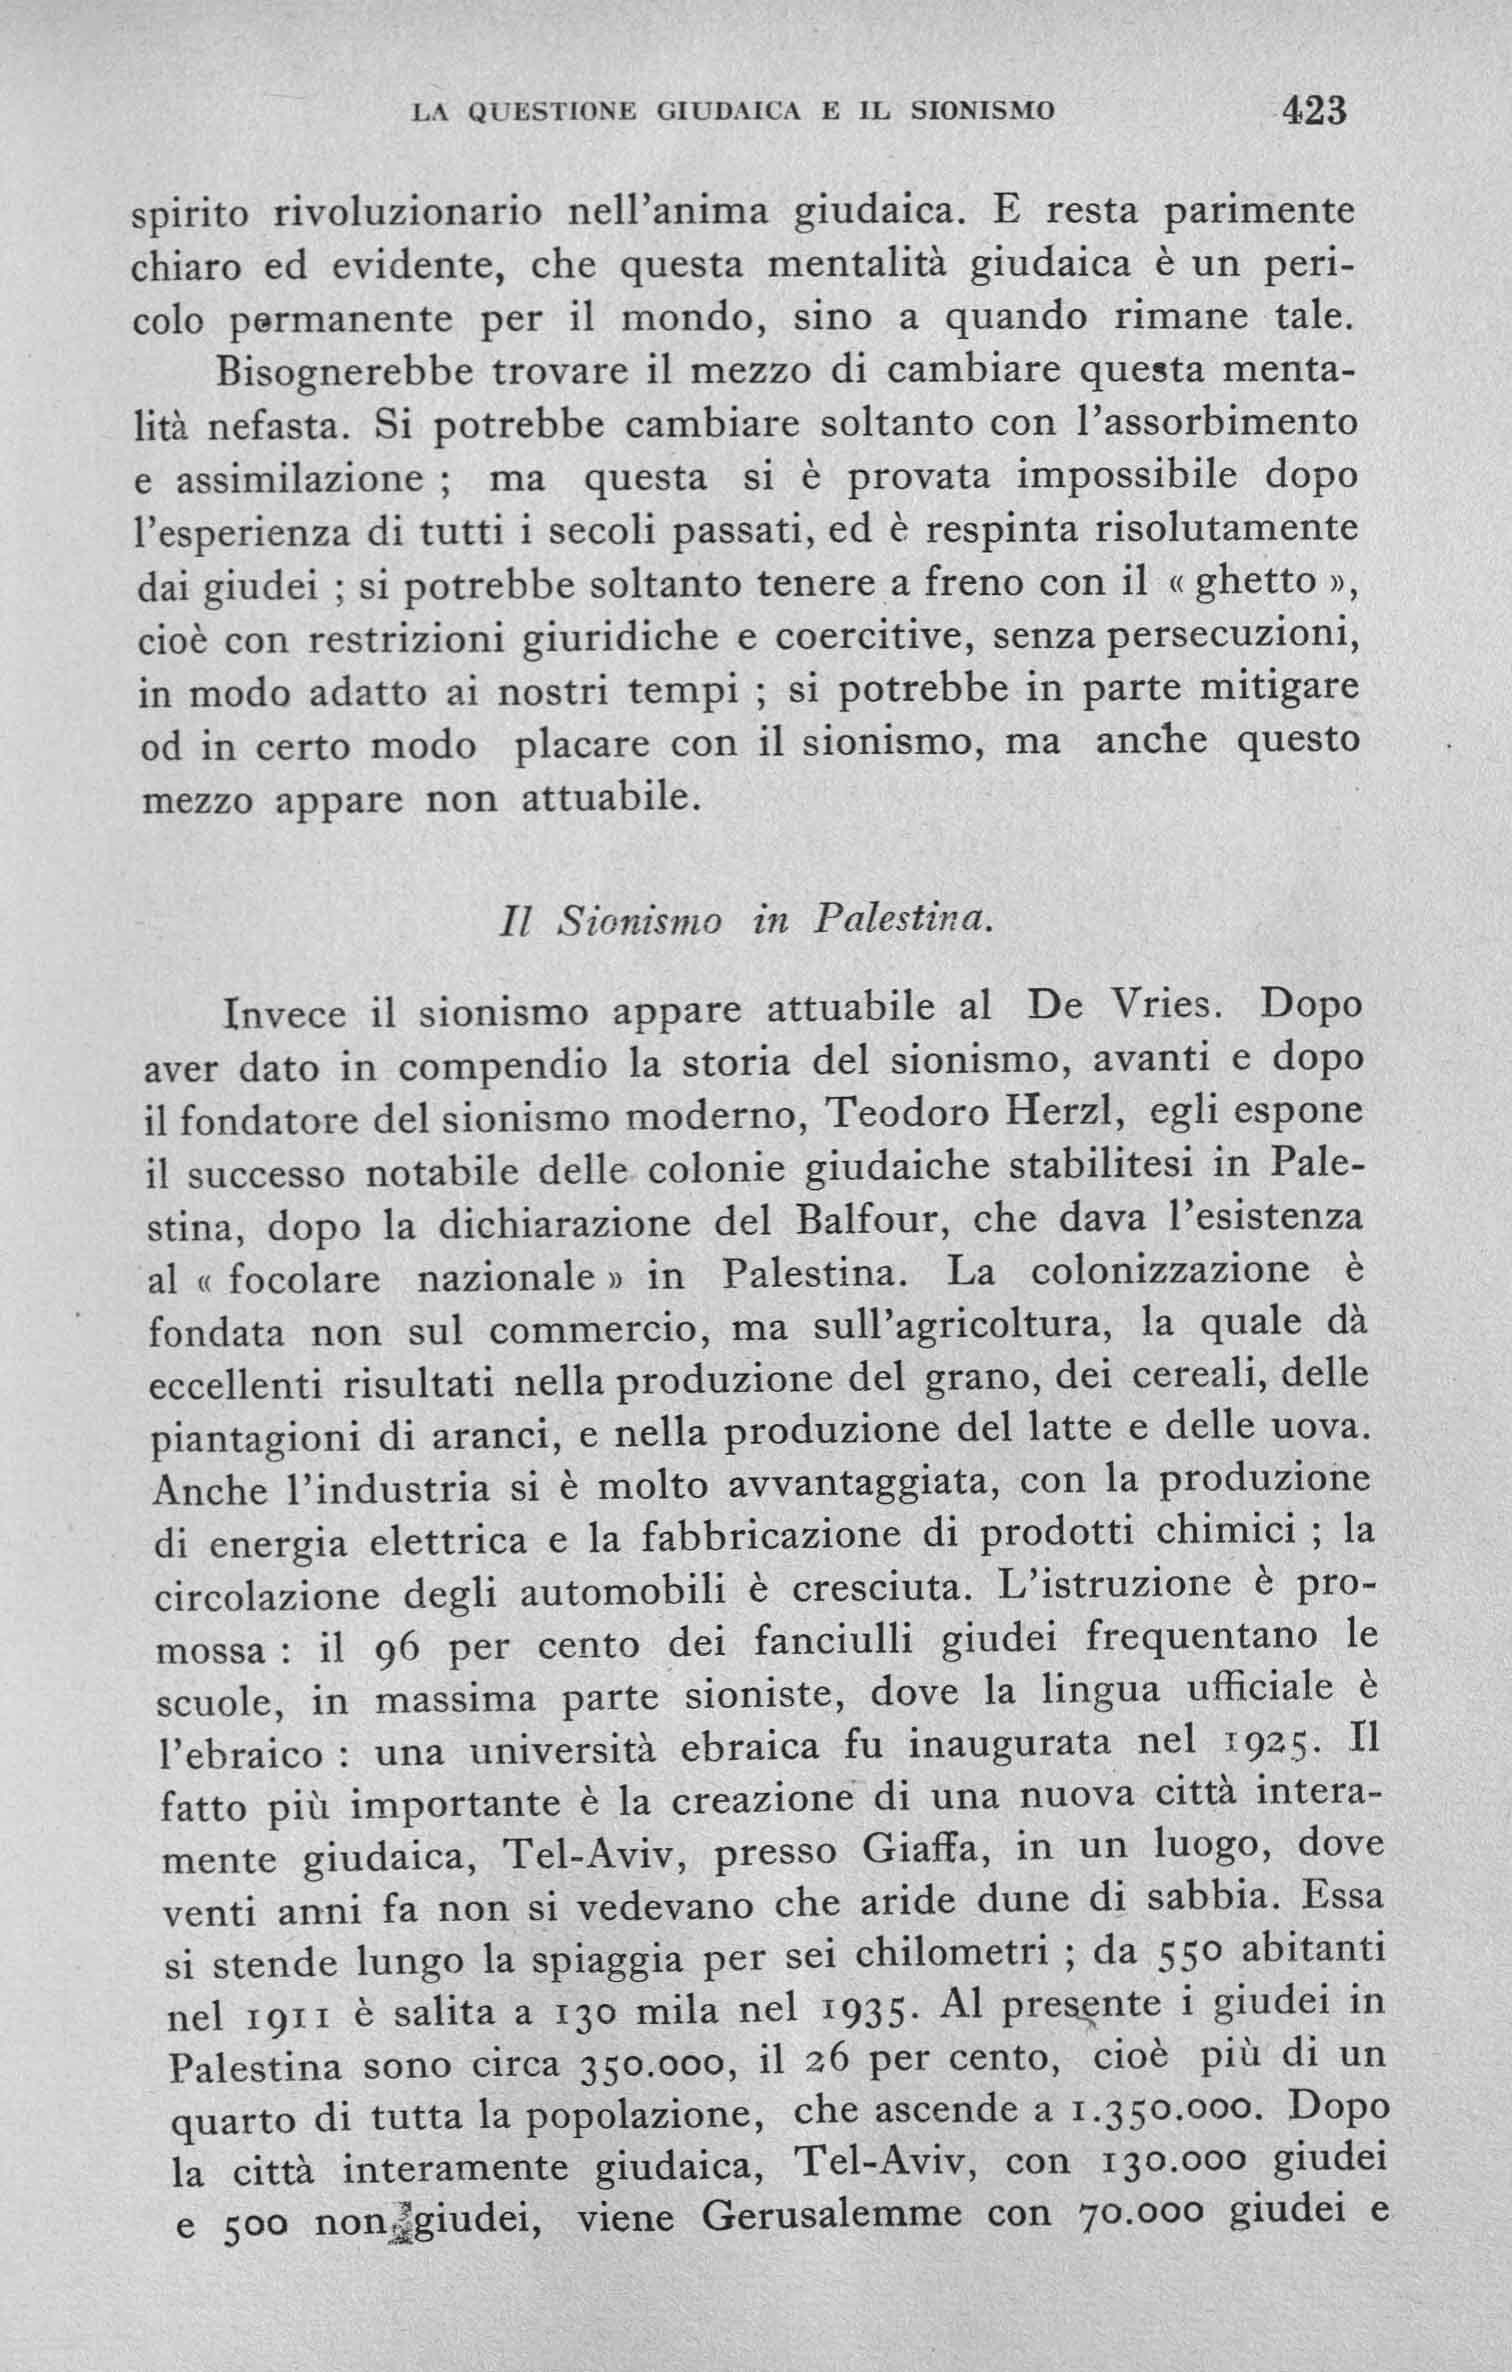 LA QUESTIONE GIUDAICA E IL SIONISMO 423
spirito rivoluzionario nell'anima giudaica. E resta parimente
chiaro ed evidente, che questa mentalità giudaica è un peri-
colo permanente per il mondo, sino a quando rimane tale.
Bisognerebbe trovare il mezzo di cambiare questa menta-
lità nefasta. Si potrebbe cambiare soltanto con l'assorbimento
e assimilazione ; ma questa si è provata impossibile dopo
l'esperienza di tutti i secoli passati, ed è respinta risolutamente
dai giudei ; si potrebbe soltanto tenere a freno con il « ghetto »,
cioè con restrizioni giuridiche e coercitive, senza persecuzioni,
in modo adatto ai nostri tempi ; si potrebbe in parte mitigare
od in certo modo placare con il sionismo, ma anche questo
mezzo appare non attuabile.
Il Sionismo in Palestina.
Invece il sionismo appare attuabile al De Vries. Dopo
aver dato in compendio la storia del sionismo, avanti e dopo
il fondatore del sionismo moderno, Teodoro Herzl, egli espone
il successo notabile delle colonie giudaiche stabilitesi in Pale-
stina, dopo la dichiarazione del Balfour, che dava l'esistenza
al « focolare nazionale » in Palestina. La colonizzazione è
fondata non sul commercio, ma sull'agricoltura, la quale dà
eccellenti risultati nella produzione del grano, dei cereali, delle
piantagioni di aranci, e nella produzione del latte e delle uova.
Anche l'industria si è molto avvantaggiata, con la produzione
di energia elettrica e la fabbricazione di prodotti chimici ; la
circolazione degli automobili è cresciuta. L'istruzione è pro-
mossa : il 96 per cento dei fanciulli giudei frequentano le
scuole, in massima parte sioniste, dove la lingua ufficiale è
l'ebraico : una università ebraica fu inaugurata nel 1925. Il
fatto più importante è la creazione di una nuova città intera-
mente giudaica, Tel-Aviv, presso Giaffa, in un luogo, dove
venti anni fa non si vedevano che aride dune di sabbia. Essa
si stende lungo la spiaggia per sei chilometri ; da 550 abitanti
nel 1911 è salita a 130 mila nel 1935. Al presente i giudei in
Palestina sono circa 350.000, il 26 per cento, cioè più di un
quarto di tutta la popolazione, che ascende a 1.350.000. Dopo
la città interamente giudaica, Tel-Aviv, con 130.000 giudei
e 500 non giudei, viene Gerusalemme con 70.000 giudei e